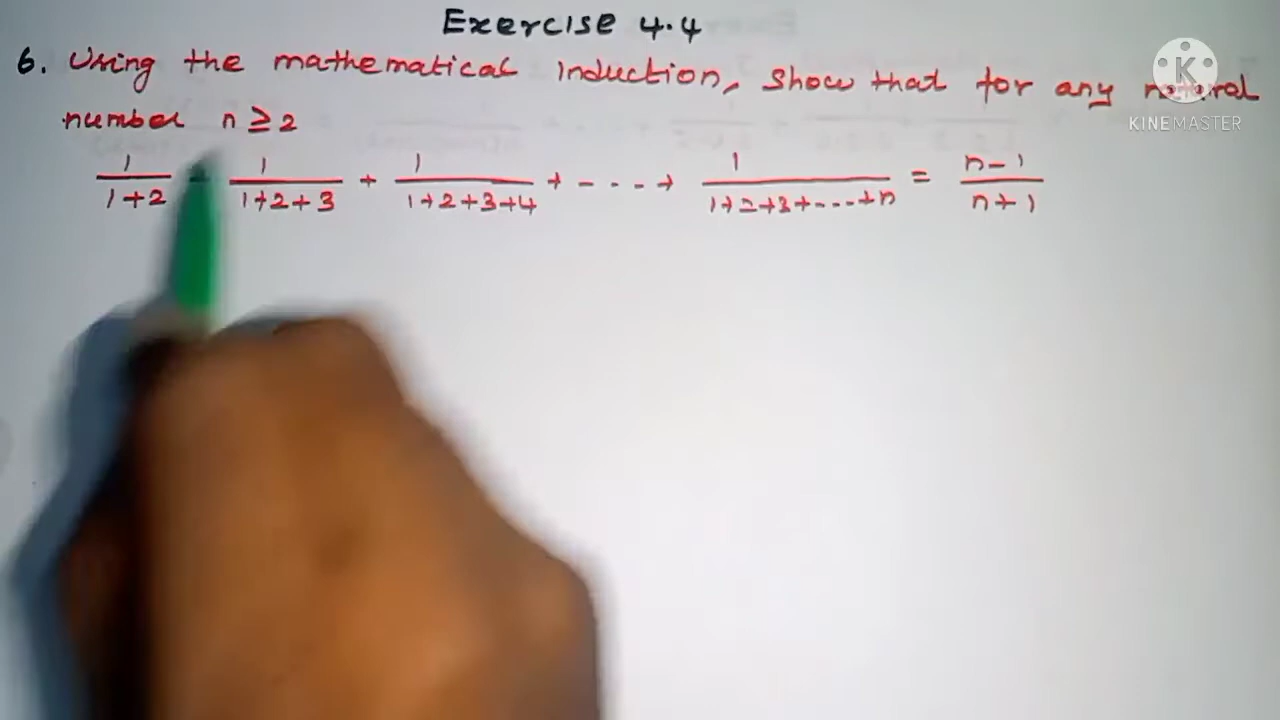 Exercise 4.4
6. Using the mathematical induction, show that for any natural
K
KINEMASTER
number n ≥ 2
1/1+2 1/1+2+3 + 1/1+2+3+4 + - - - + 1/1+2+3+---+n = n-1/n+1